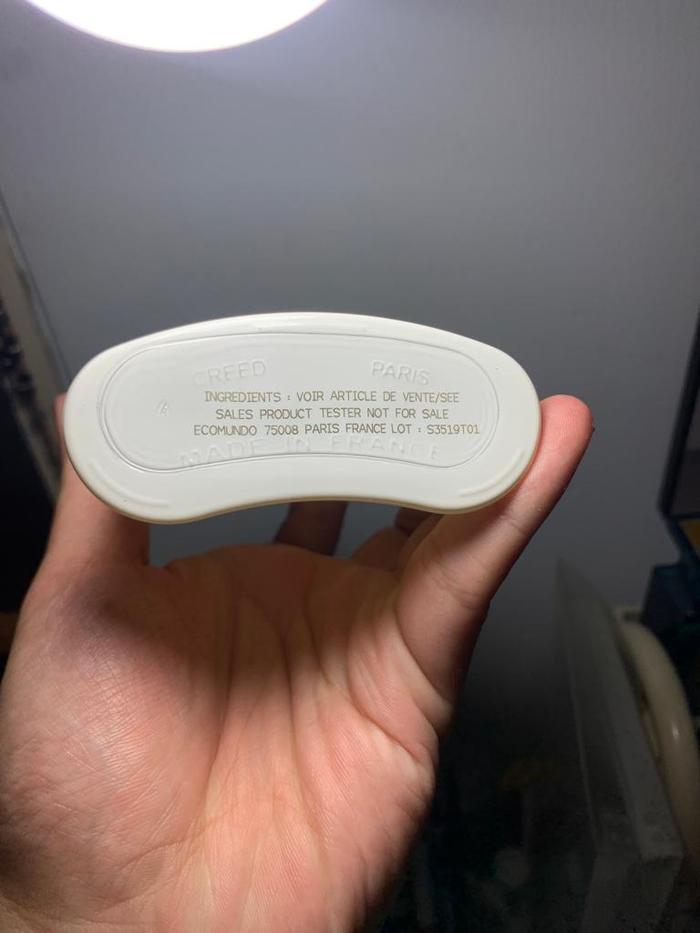 CREED PARIS
INGREDIENTS : VOIR ARTICLE DE VENTE/SEE
SALES PRODUCT TESTER NOT FOR SALE
ECOMUNDO 75008 PARIS FRANCE LOT : S3519T01
MADE IN FRANCE